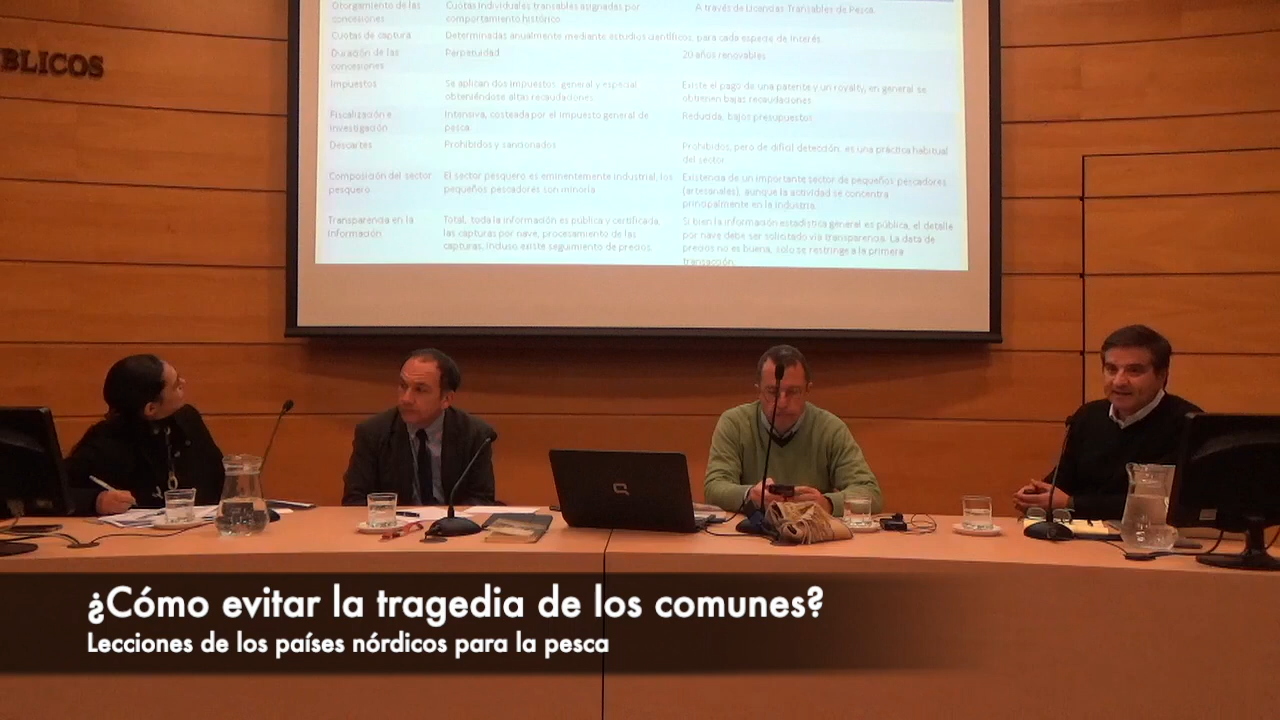 Otorgamiento de las Cuotas individuales transables asignadas por A través de Licencias Transables de Pesca.
concesiones comportamiento histórico
Cuotas de captura Determinadas anualmente mediante estudios científicos, para cada especie de interés.
Duración de las Perpetuidad 20 años renovables
concesiones
BLICOS
Impuestos Se aplican dos impuestos, general y especial Existe el pago de una patente y un royalty, en general se
obteniéndose altas recaudaciones obtienen bajas recaudaciones
Fiscalización e Intensiva, costeada por el impuesto general de Reducida, bajos presupuestos
investigación pesca
Descartes Prohibidos y sancionados Prohibidos, pero de difícil detección, es una práctica habitual
del sector
Composición del sector El sector pesquero es eminentemente industrial, los Existencia de un importante sector de pequeños pescadores
pesquero pequeños pescadores son minoría (artesanales), aunque la actividad se concentra
principalmente en la industria.
Transparencia en la Total, toda la información es pública y certificada, Si bien la información estadística general es pública, el detalle
información las capturas por nave, procesamiento de las por nave debe ser solicitado vía transparencia. La data de
capturas, incluso existe seguimiento de precios. precios no es buena, sólo se restringe a la primera
transacción.
¿Cómo evitar la tragedia de los comunes?
Lecciones de los países nórdicos para la pesca